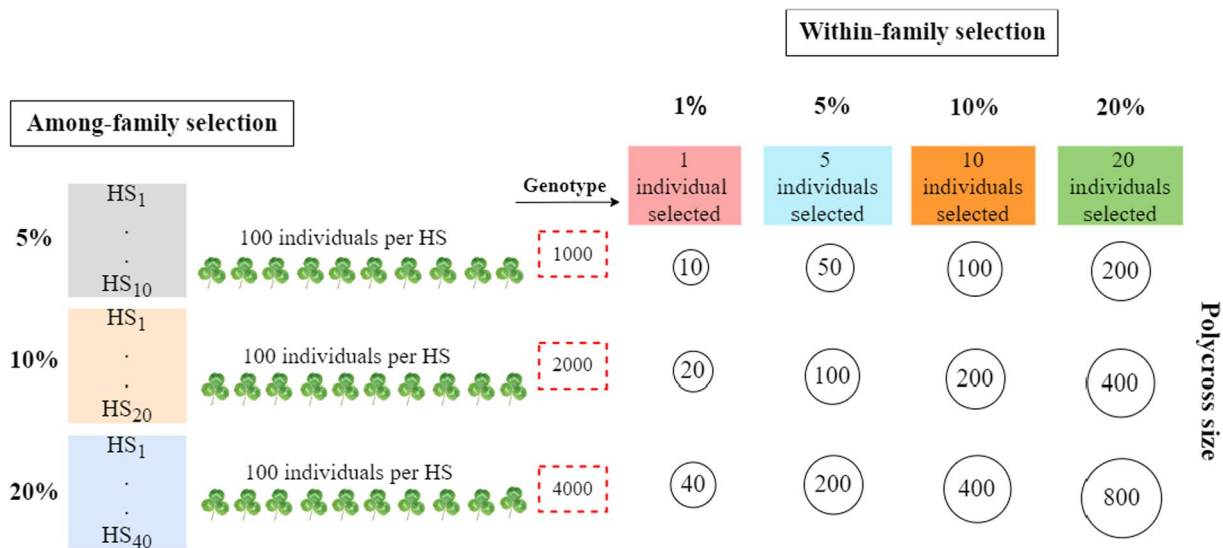 Within-family selection
Among-family selection
1%
5%
10%
20%
Genotype
1
individual
selected
5
individuals
selected
10
individuals
selected
20
individuals
selected
5%
HS1
.
.
HS10
100 individuals per HS
1000
10
50
100
200
10%
HS1
.
.
HS20
100 individuals per HS
2000
20
100
200
400
20%
HS1
.
.
HS40
100 individuals per HS
4000
40
200
400
800
Polycross size